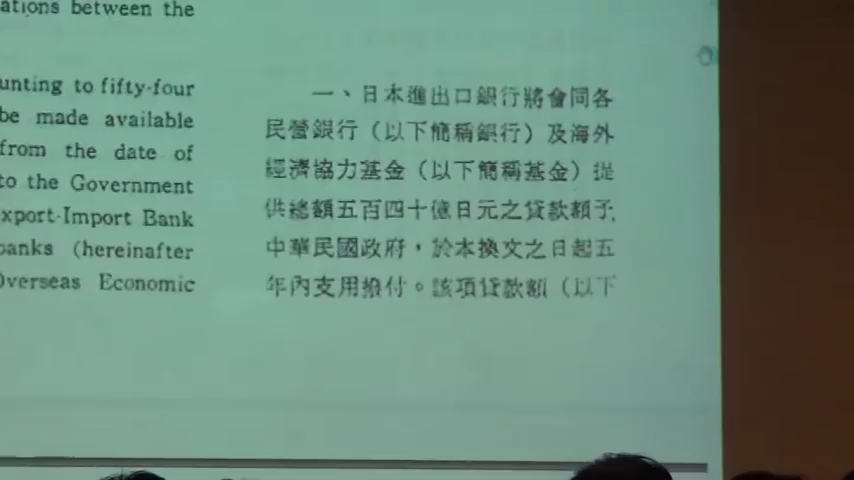 ations between the
unting to fifty-four
be made available
from the date of
to the Government
xport-Import Bank
banks (hereinafter
Overseas Economic
一、日本進出口銀行將會同各
民營銀行（以下簡稱銀行）及海外
經濟協力基金（以下簡稱基金）提
供總額五百四十億日元之貸款額予
中華民國政府，於本換文之日起五
年內支用撥付。該項貸款額（以下